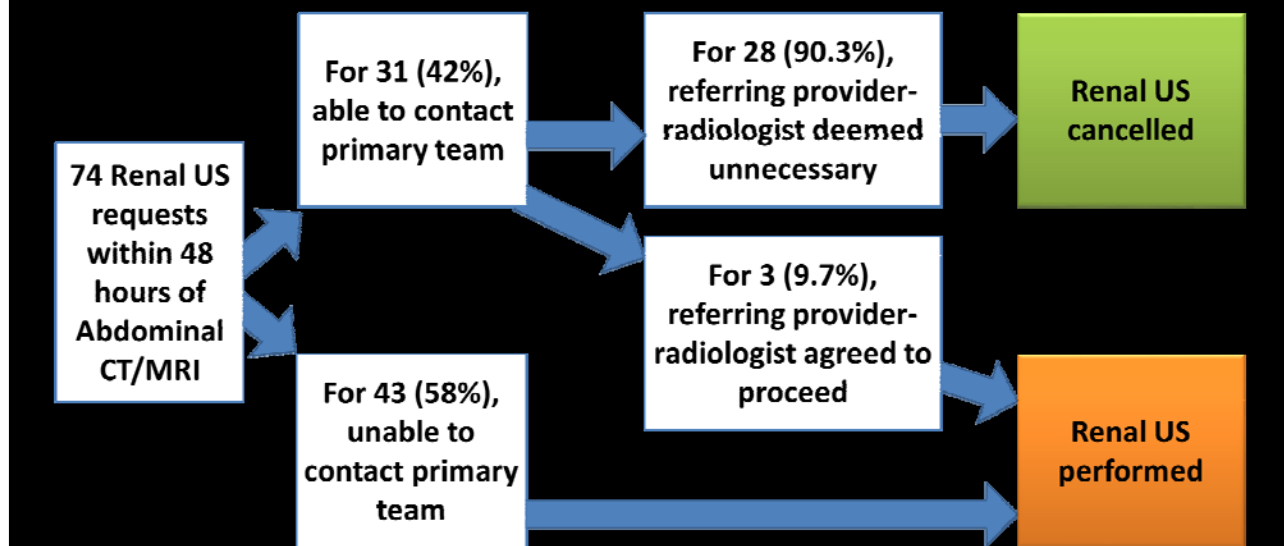 74 Renal US
requests
within 48
hours of
Abdominal
CT/MRI
For 31 (42%),
able to contact
primary team
For 43 (58%),
unable to
contact primary
team
For 28 (90.3%),
referring provider-
radiologist deemed
unnecessary
For 3 (9.7%),
referring provider-
radiologist agreed to
proceed
Renal US
cancelled
Renal US
performed